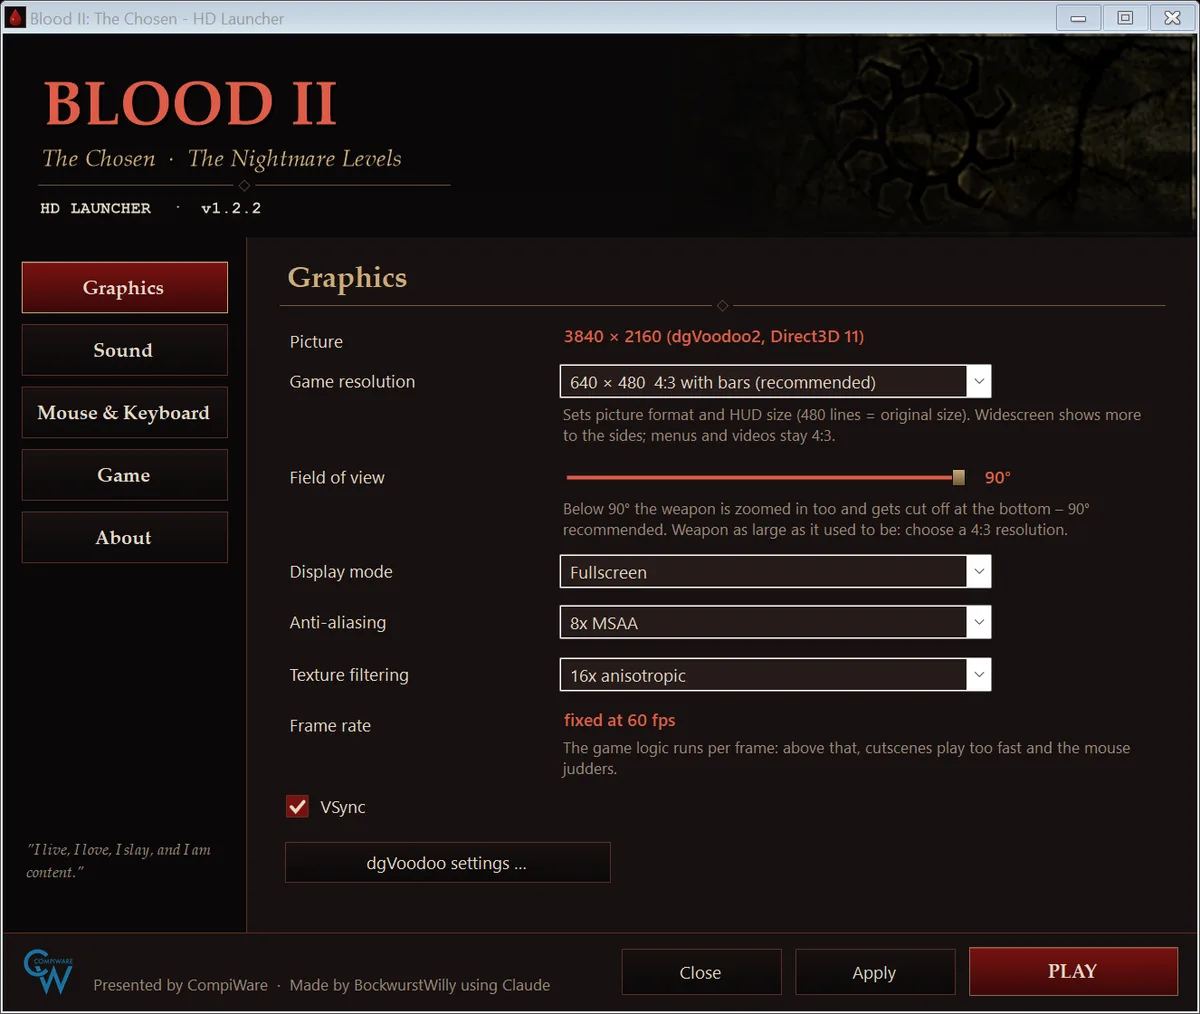 Blood II: The Chosen - HD Launcher
BLOOD II
The Chosen · The Nightmare Levels
HD LAUNCHER · v1.2.2
Graphics
Sound
Mouse & Keyboard
Game
About
"I live, I love, I slay, and I am
content."
Graphics
Picture
3840 × 2160 (dgVoodoo2, Direct3D 11)
Game resolution
640 × 480 4:3 with bars (recommended)
Sets picture format and HUD size (480 lines = original size). Widescreen shows more
to the sides; menus and videos stay 4:3.
Field of view
90°
Below 90° the weapon is zoomed in too and gets cut off at the bottom – 90°
recommended. Weapon as large as it used to be: choose a 4:3 resolution.
Display mode
Fullscreen
Anti-aliasing
8x MSAA
Texture filtering
16x anisotropic
Frame rate
fixed at 60 fps
The game logic runs per frame: above that, cutscenes play too fast and the mouse
judders.
VSync
dgVoodoo settings ...
COMPIWARE
CW
Presented by CompiWare · Made by BockwurstWilly using Claude
Close
Apply
PLAY